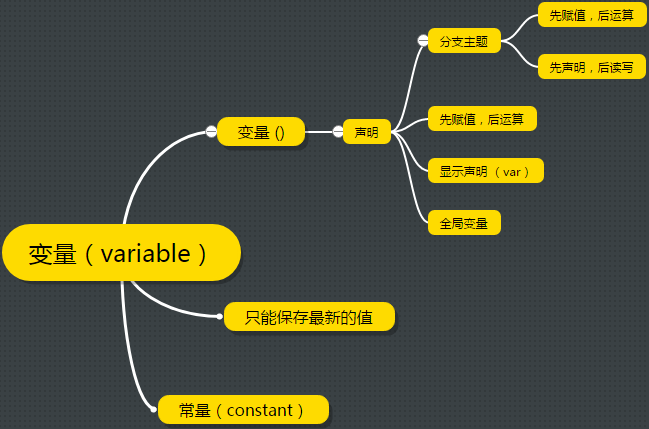 变量（variable）
变量 ()
声明
分支主题
先赋值，后运算
先声明，后读写
先赋值，后运算
显示声明（var）
全局变量
只能保存最新的值
常量（constant）